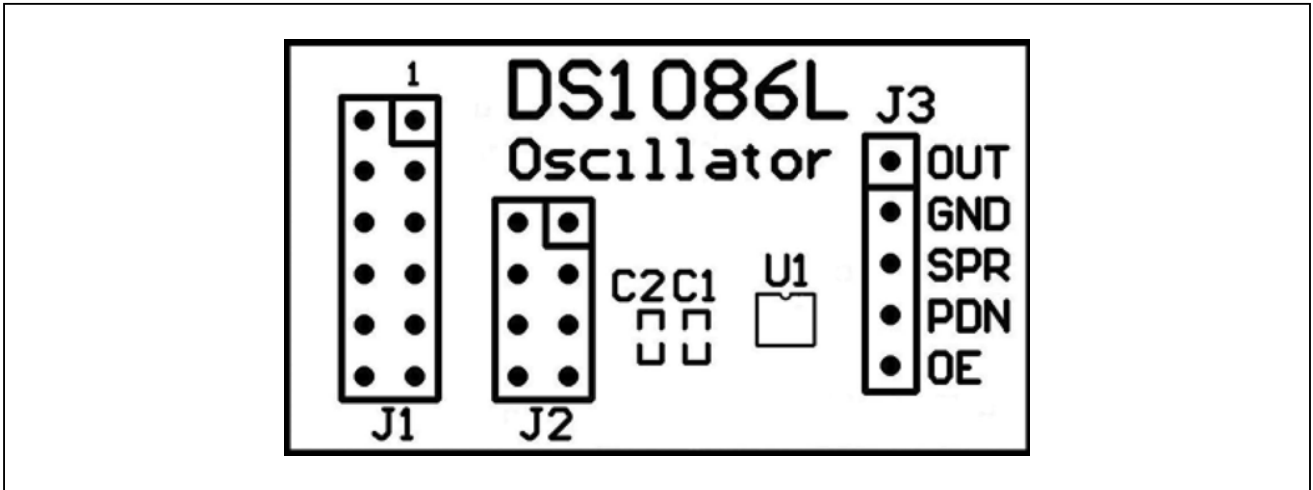 1
DS1086L
Oscillator
J3
OUT
GND
SPR
PDN
OE
C2
C1
U1
J1
J2